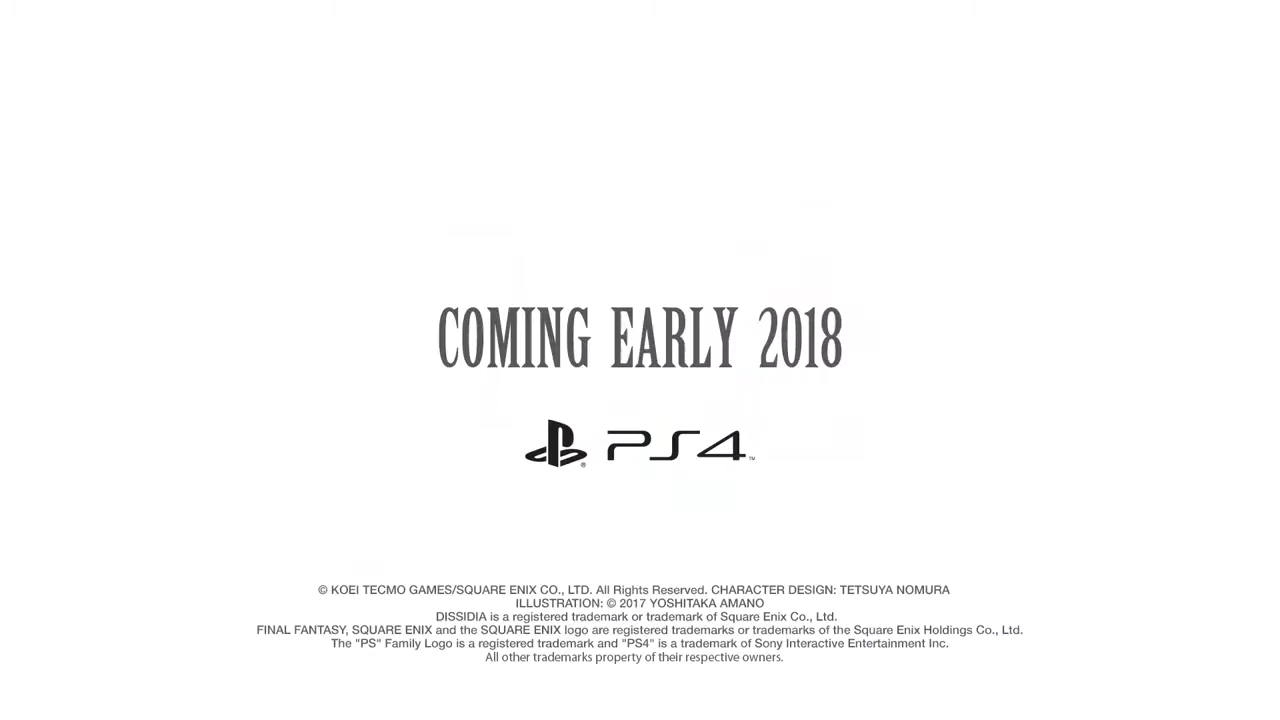 COMING EARLY 2018
PS4™
© KOEI TECMO GAMES/SQUARE ENIX CO., LTD. All Rights Reserved. CHARACTER DESIGN: TETSUYA NOMURA
ILLUSTRATION: © 2017 YOSHITAKA AMANO
DISSIDIA is a registered trademark or trademark of Square Enix Co., Ltd.
FINAL FANTASY, SQUARE ENIX and the SQUARE ENIX logo are registered trademarks or trademarks of the Square Enix Holdings Co., Ltd.
The "PS" Family Logo is a registered trademark and "PS4" is a trademark of Sony Interactive Entertainment Inc.
All other trademarks property of their respective owners.